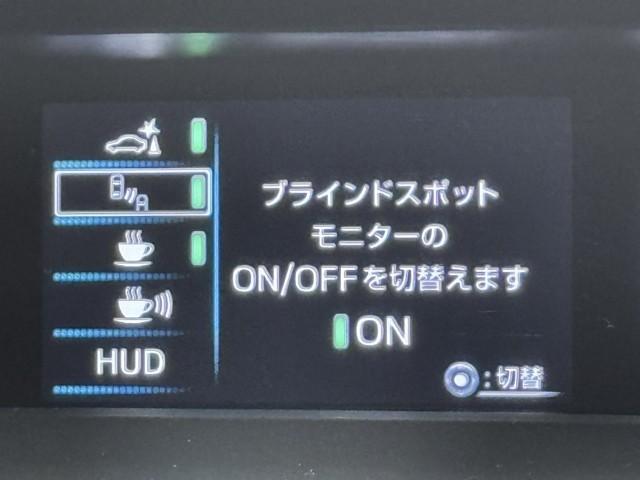 ブラインドスポット
モニターの
ON/OFFを切替えます
ON
HUD
:切替